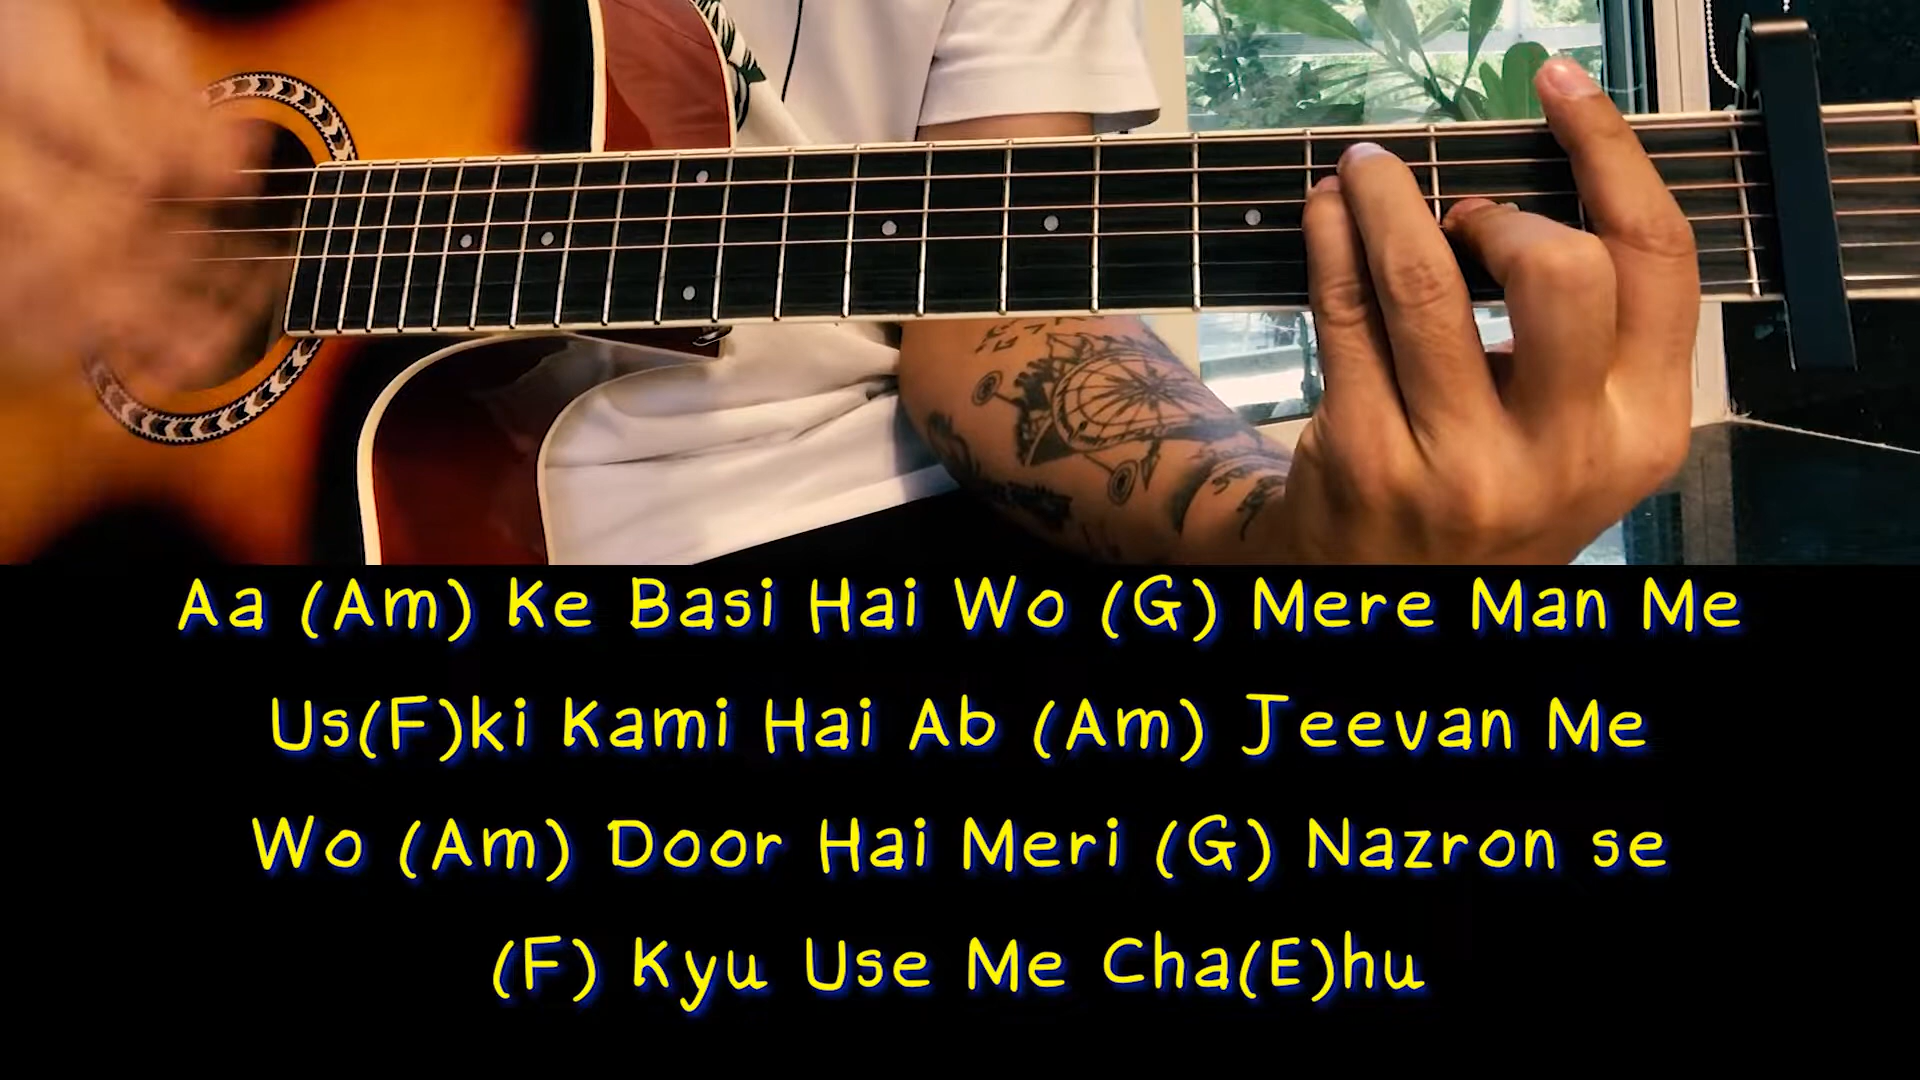 Aa (Am) Ke Basi Hai Wo (G) Mere Man Me
Us(F)ki Kami Hai Ab (Am) Jeevan Me
Wo (Am) Door Hai Meri (G) Nazron se
(F) Kyu Use Me Cha(E)hu